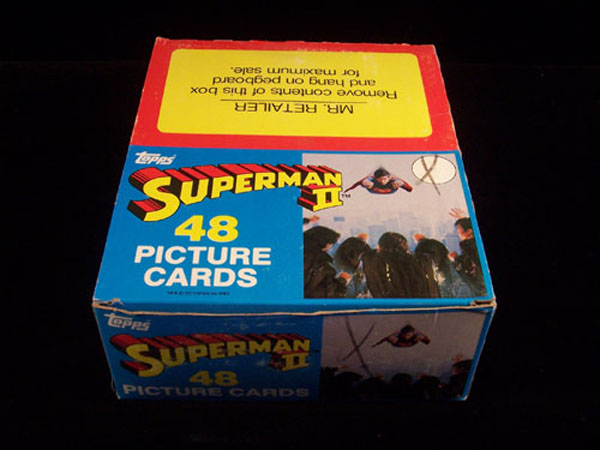 MR. RETAILER
Remove contents of this box
and hang on pegboard
for maximum sale.
Topps
SUPERMAN
II TM
48
PICTURE
CARDS
Topps
SUPERMAN
II
48
PICTURE CARDS